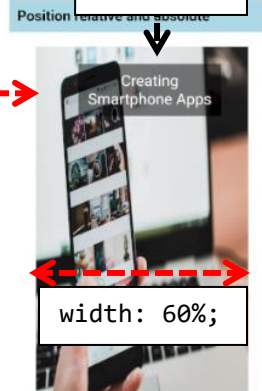 Position relative and absolute
Creating
Smartphone Apps
width: 60%;